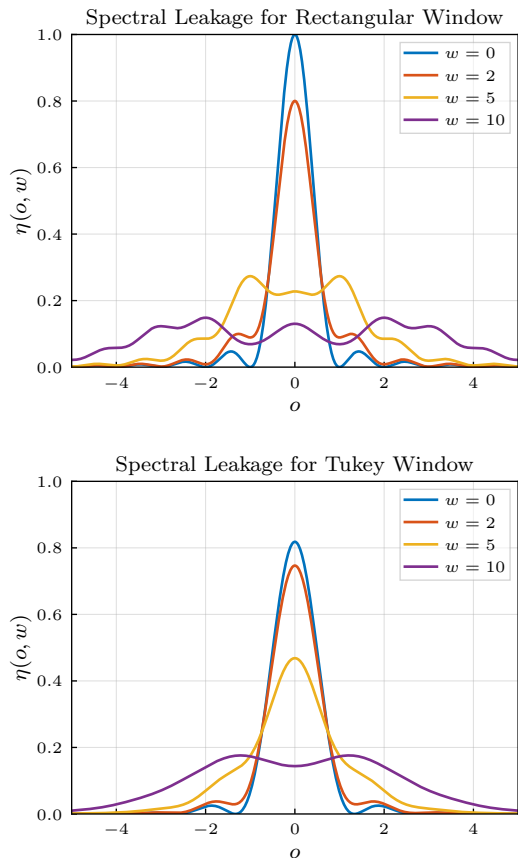 Spectral Leakage for Rectangular Window
1.0
0.8
0.6
0.4
0.2
0.0
η(o, w)
w = 0
w = 2
w = 5
w = 10
−4 −2 0 2 4
o
Spectral Leakage for Tukey Window
1.0
0.8
0.6
0.4
0.2
0.0
η(o, w)
w = 0
w = 2
w = 5
w = 10
−4 −2 0 2 4
o